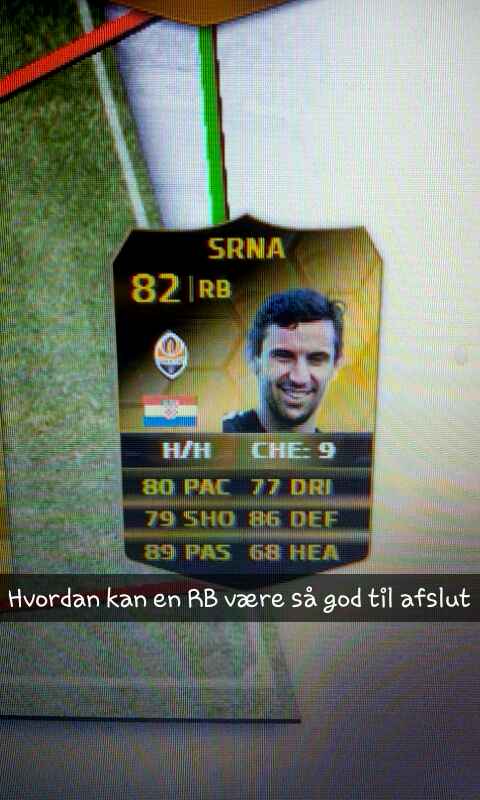 SRNA
82 RB
H/H CHE: 9
80 PAC 77 DRI
79 SHO 86 DEF
89 PAS 68 HEA
Hvordan kan en RB være så god til afslut